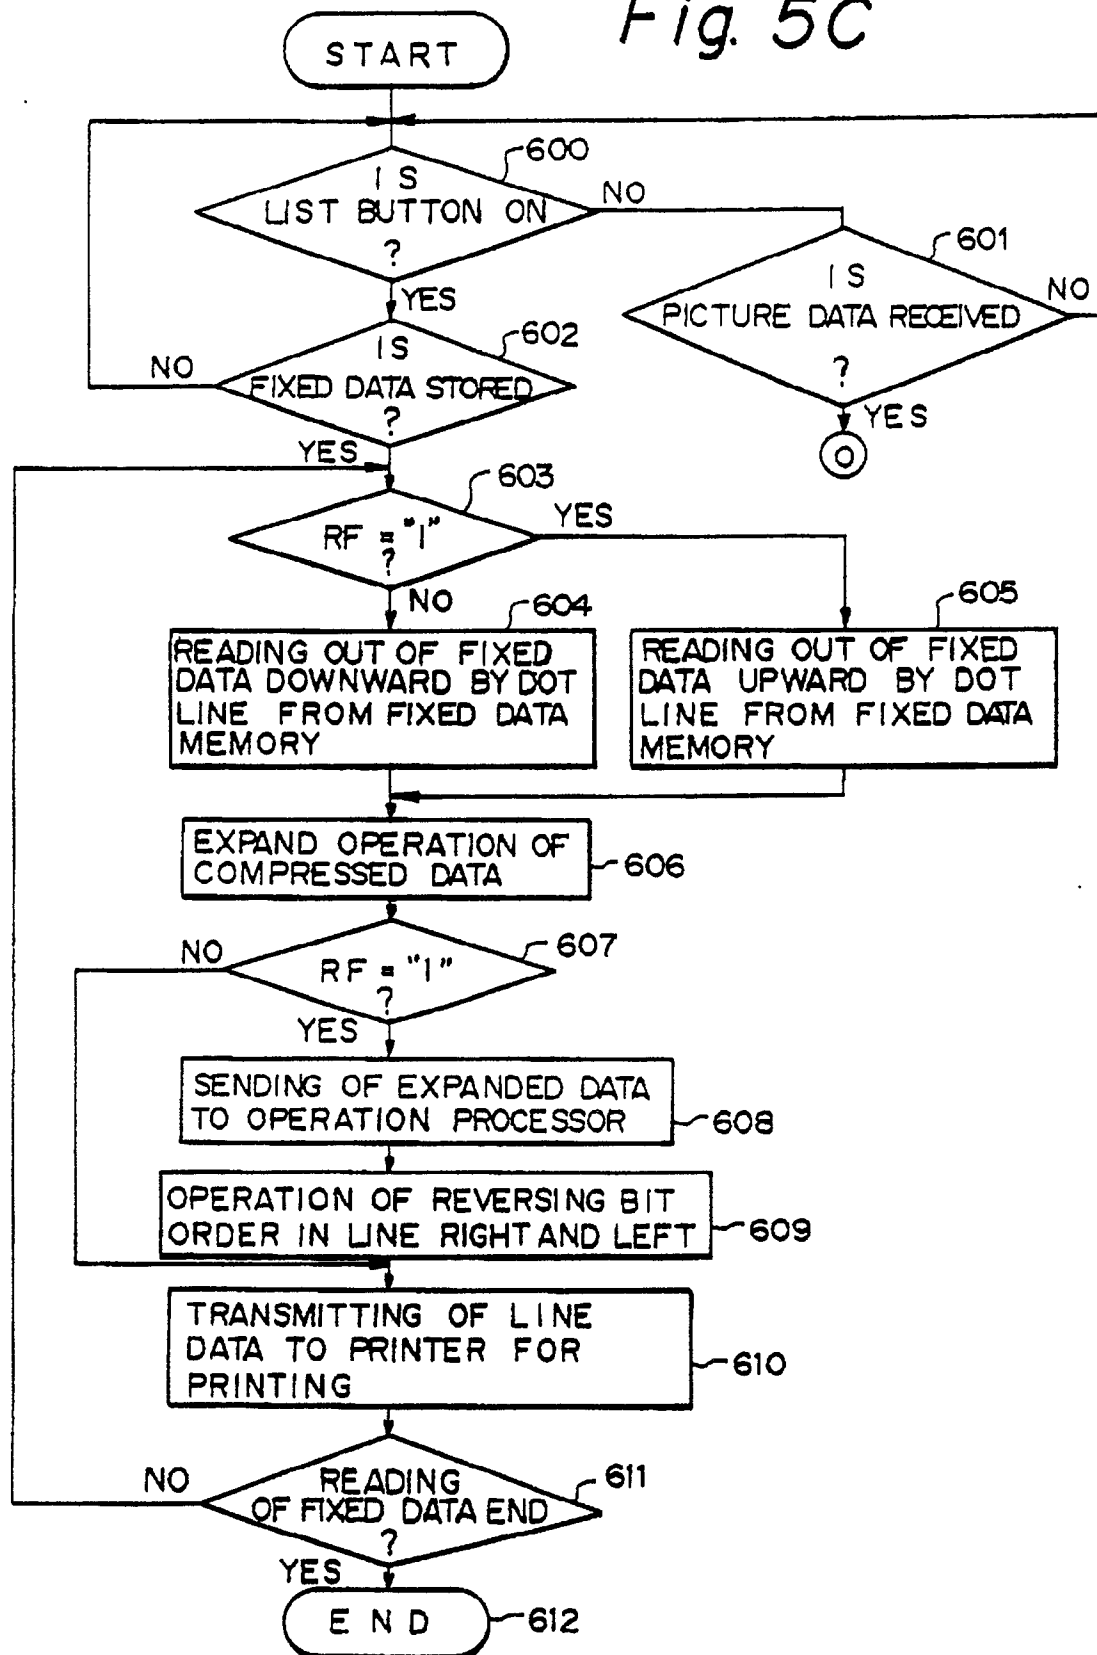 Fig. 5C
START
600
IS
LIST BUTTON ON
?
NO
YES
601
IS
PICTURE DATA RECEIVED
?
NO
YES
O
602
IS
FIXED DATA STORED
?
NO
YES
603
RF = "1"
?
YES
NO
604
READING OUT OF FIXED
DATA DOWNWARD BY DOT
LINE FROM FIXED DATA
MEMORY
605
READING OUT OF FIXED
DATA UPWARD BY DOT
LINE FROM FIXED DATA
MEMORY
EXPAND OPERATION OF
COMPRESSED DATA
606
NO
607
RF = "1"
?
YES
SENDING OF EXPANDED DATA
TO OPERATION PROCESSOR
608
OPERATION OF REVERSING BIT
ORDER IN LINE RIGHT AND LEFT
609
TRANSMITTING OF LINE
DATA TO PRINTER FOR
PRINTING
610
NO
611
READING
OF FIXED DATA END
?
YES
END
612